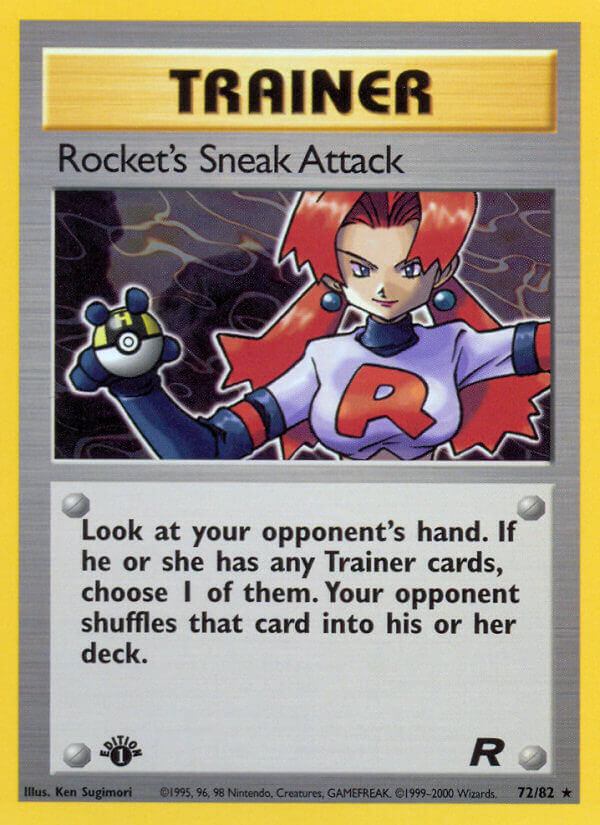 TRAINER
Rocket's Sneak Attack
R
Look at your opponent's hand. If
he or she has any Trainer cards,
choose 1 of them. Your opponent
shuffles that card into his or her
deck.
EDITION
1
R
Illus. Ken Sugimori ©1995, 96, 98 Nintendo, Creatures, GAMEFREAK. ©1999-2000 Wizards. 72/82 ★